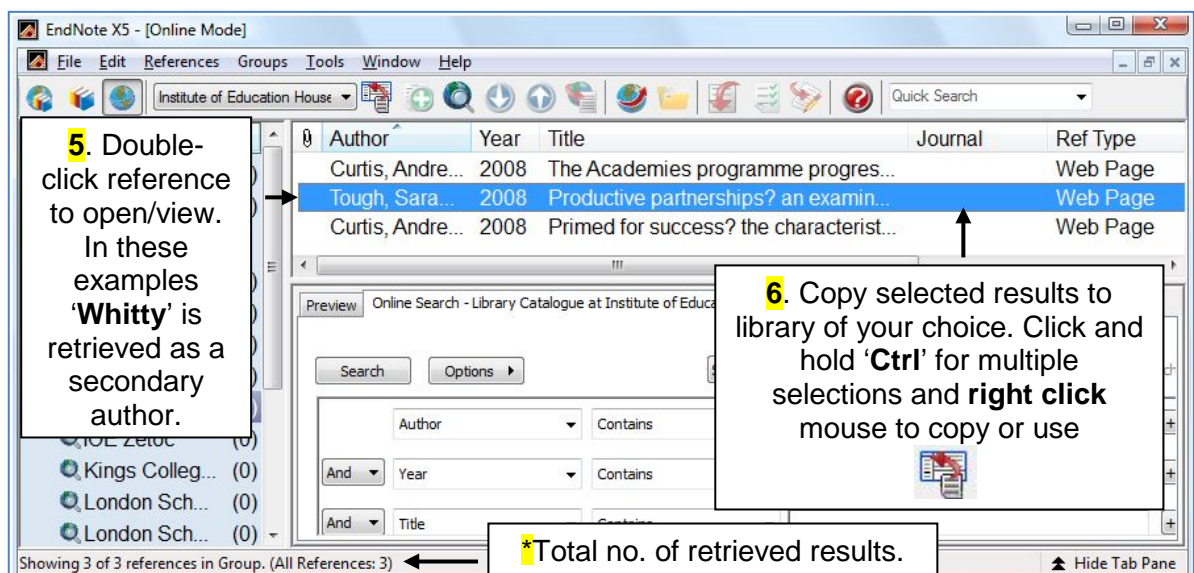 EndNote X5 - [Online Mode]
File Edit References Groups Tools Window Help
Institute of Education House Quick Search
5. Double-
click reference
to open/view.
In these
examples
‘Whitty’ is
retrieved as a
secondary
author.
Author Year Title Journal Ref Type
Curtis, Andre... 2008 The Academies programme progres... Web Page
Tough, Sara... 2008 Productive partnerships? an examin... Web Page
Curtis, Andre... 2008 Primed for success? the characterist... Web Page
Preview Online Search - Library Catalogue at Institute of Educa
Search Options
Author Contains
And Year Contains
And Title
6. Copy selected results to
library of your choice. Click and
hold ‘Ctrl’ for multiple
selections and right click
mouse to copy or use
IOE Zetoc (0)
Kings Colleg... (0)
London Sch... (0)
London Sch... (0)
*Total no. of retrieved results.
Showing 3 of 3 references in Group. (All References: 3) Hide Tab Pane